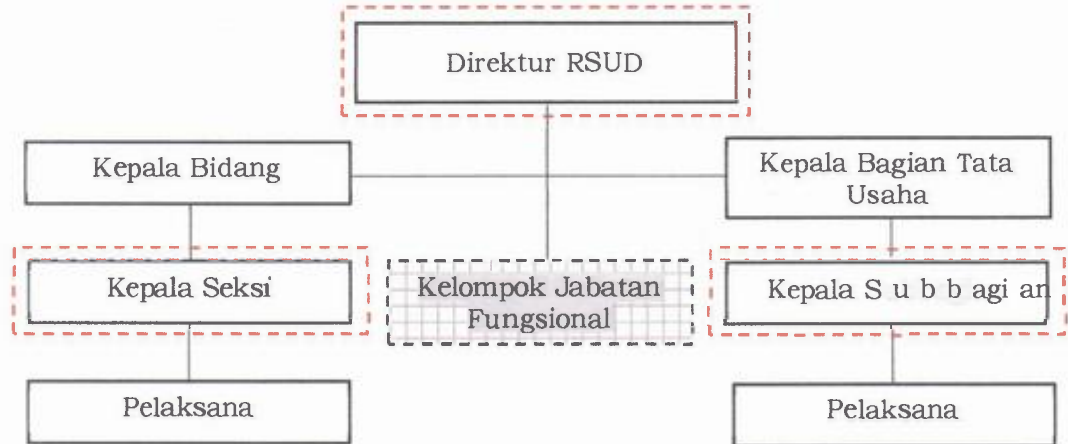 Direktur RSUD
Kepala Bidang
Kepala Bagian Tata
Usaha
Kepala Seksi
Kelompok Jabatan
Fungsional
Kepala S u b b agi an
Pelaksana
Pelaksana